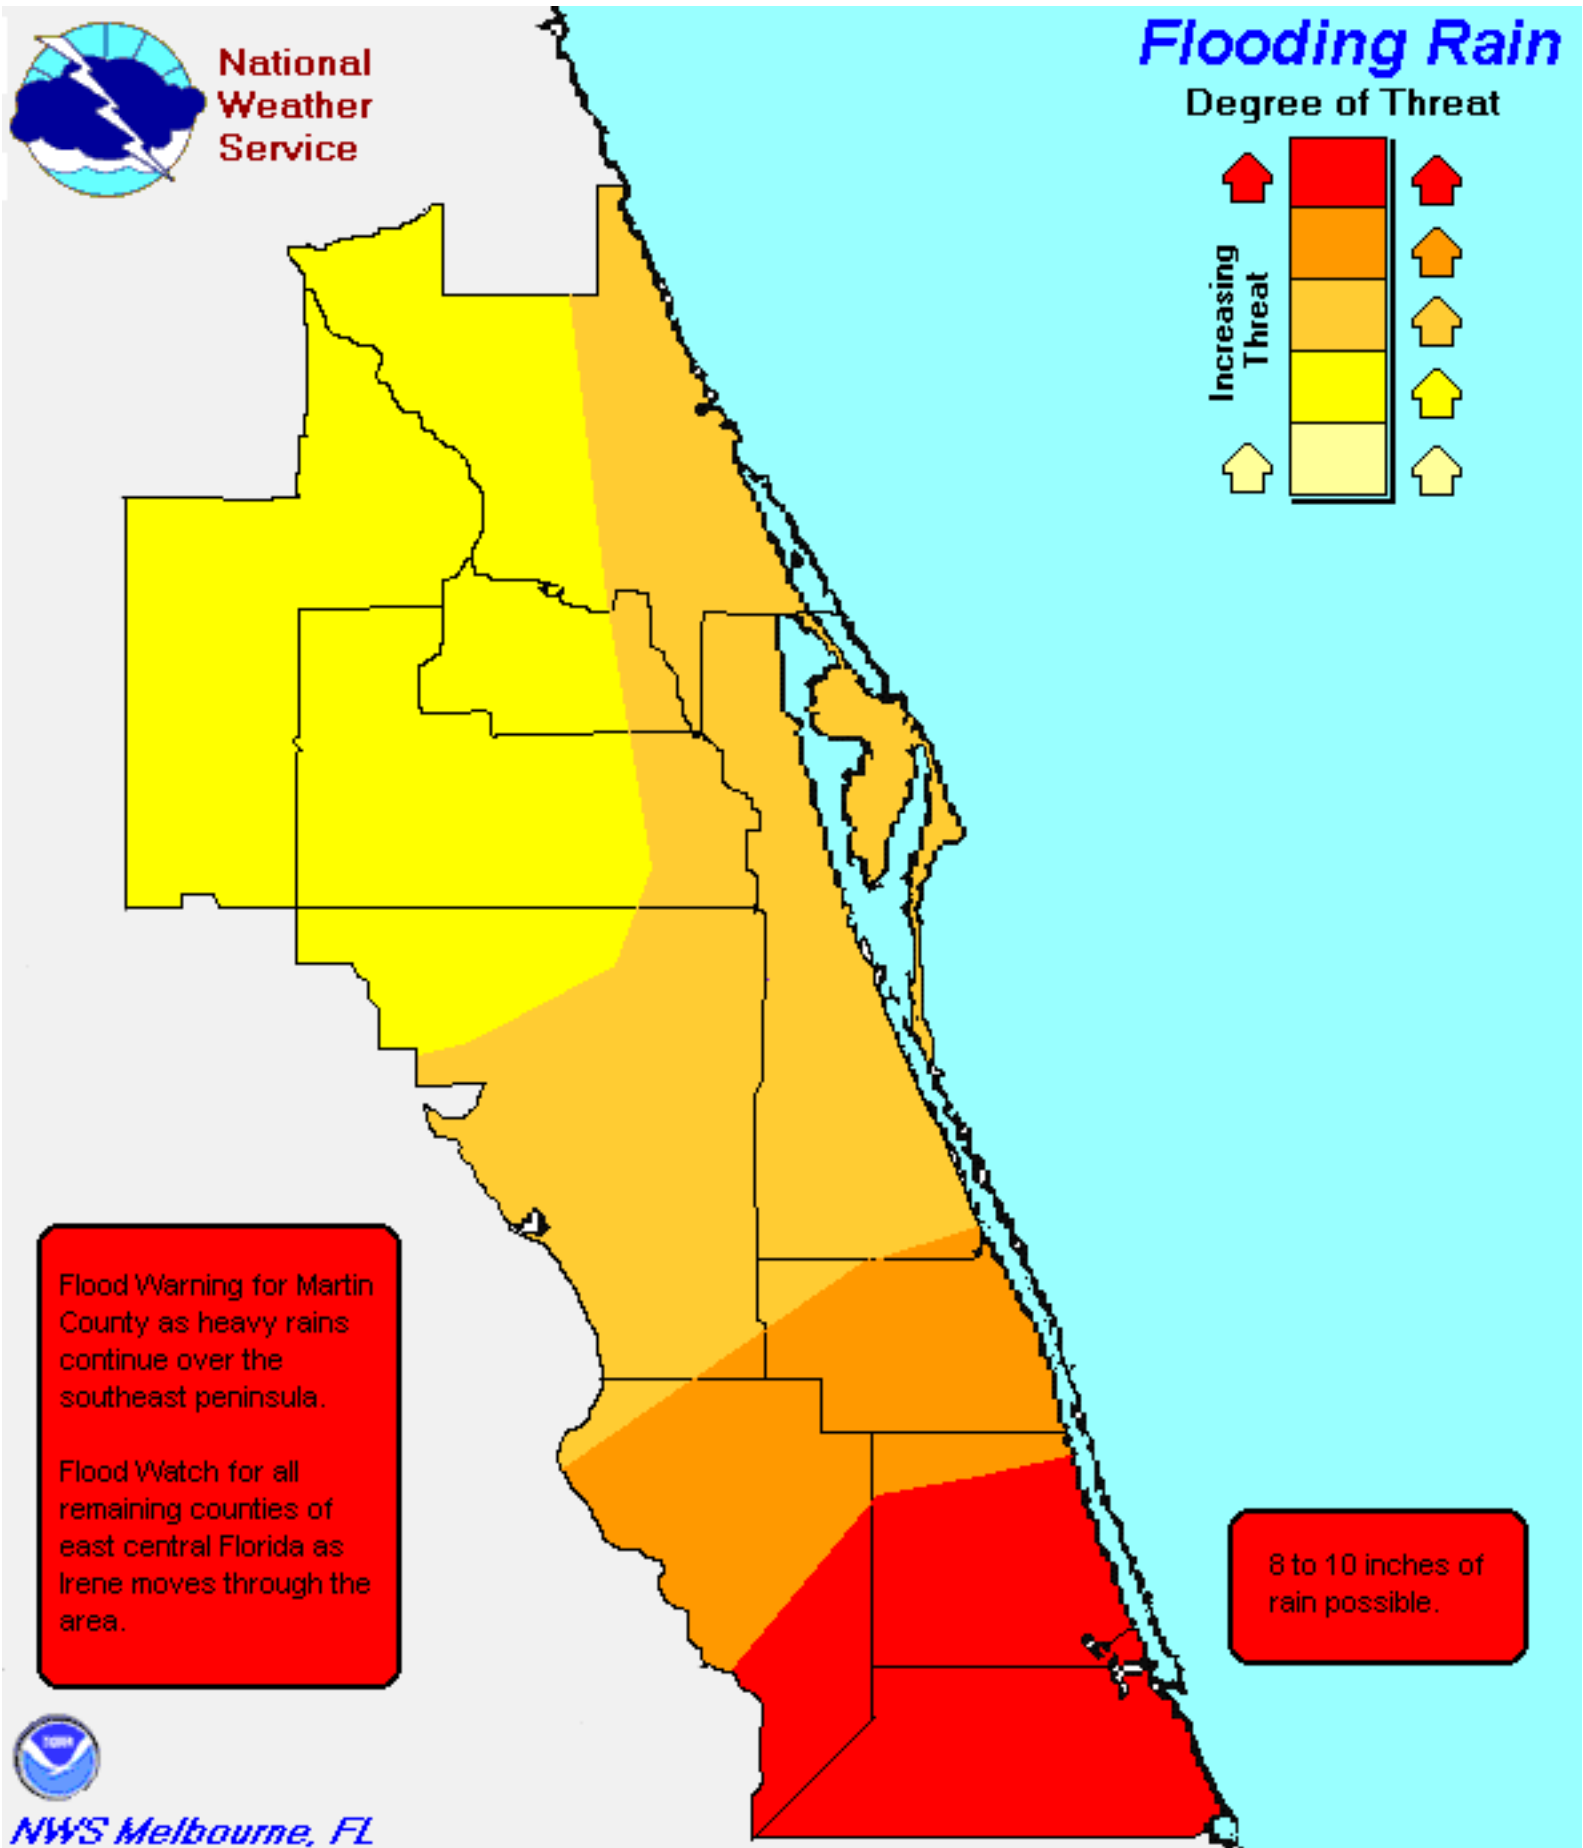 National
Weather
Service
Flooding Rain
Degree of Threat
Increasing
Threat
Flood Warning for Martin
County as heavy rains
continue over the
southeast peninsula.
Flood Watch for all
remaining counties of
east central Florida as
Irene moves through the
area.
8 to 10 inches of
rain possible.
NWS Melbourne, FL